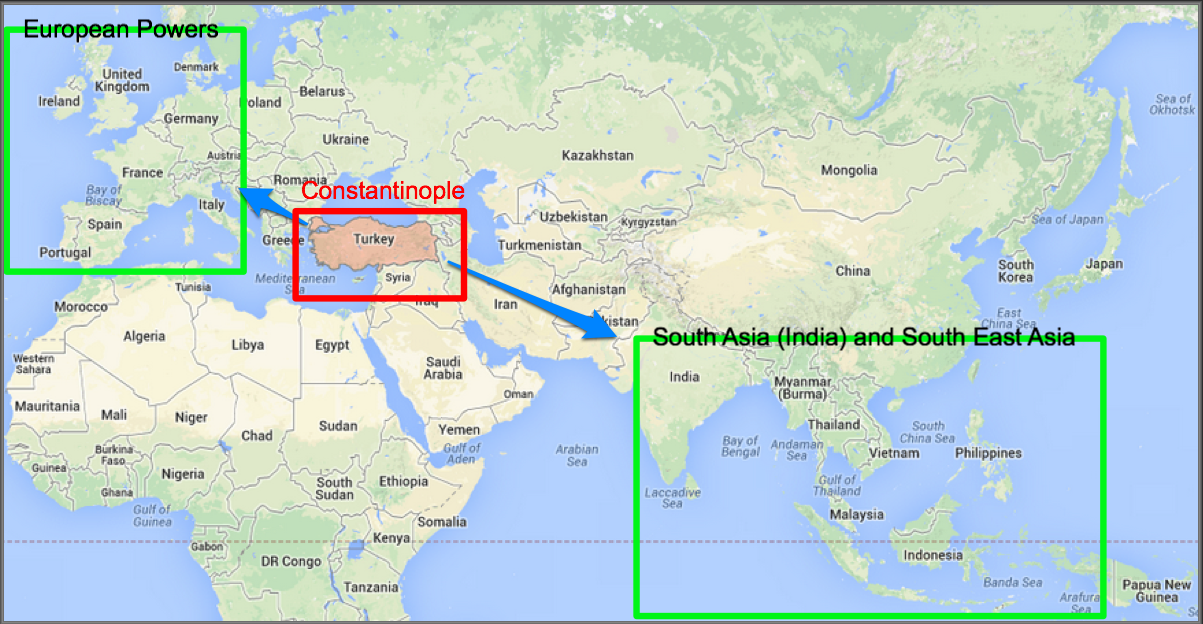 European Powers
United
Kingdom
Denmark
Ireland
Poland
Belarus
Germany
Ukraine
Austria
France
Romania
Bay of
Biscay
Italy
Spain
Portugal
Greece
Constantinople
Turkey
Syria
Mediterranean
Sea
Iraq
Kazakhstan
Mongolia
Sea of
Okhotsk
Uzbekistan
Kyrgyzstan
Turkmenistan
Sea of Japan
China
South
Korea
Japan
Afghanistan
Iran
East
China Sea
Tunisia
Morocco
Algeria
Libya
Egypt
Western
Sahara
Saudi
Arabia
Oman
Mauritania
Mali
Niger
Chad
Sudan
Yemen
Gulf of
Aden
Arabian
Sea
Burkina
Faso
Guinea
Ghana
Nigeria
Gulf of
Guinea
South
Sudan
Ethiopia
Somalia
Gabon
DR Congo
Kenya
Tanzania
kistan
South Asia (India) and South East Asia
India
Myanmar
(Burma)
Thailand
Bay of
Bengal
Andaman
Sea
Vietnam
South
China Sea
Philippines
Laccadive
Sea
Gulf of
Thailand
Malaysia
Indonesia
Banda Sea
Arafura
Sea
Papua New
Guinea